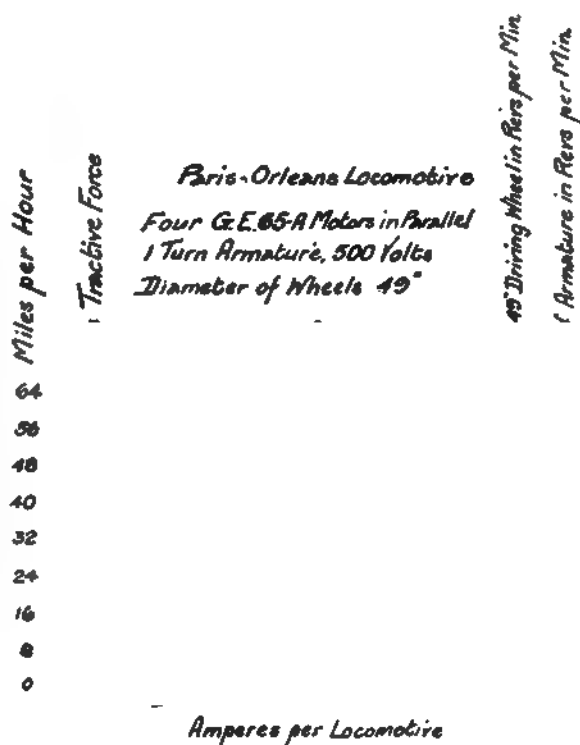 Paris-Orleans Locomotive
Four G.E. 65-A Motors in Parallel
1 Turn Armature, 500 Volts
Diameter of Wheels 49"
Miles per Hour
Tractive Force
49" Driving Wheel in Revs per Min.
Armature in Revs per Min.
64
56
48
40
32
24
16
8
0
Amperes per Locomotive